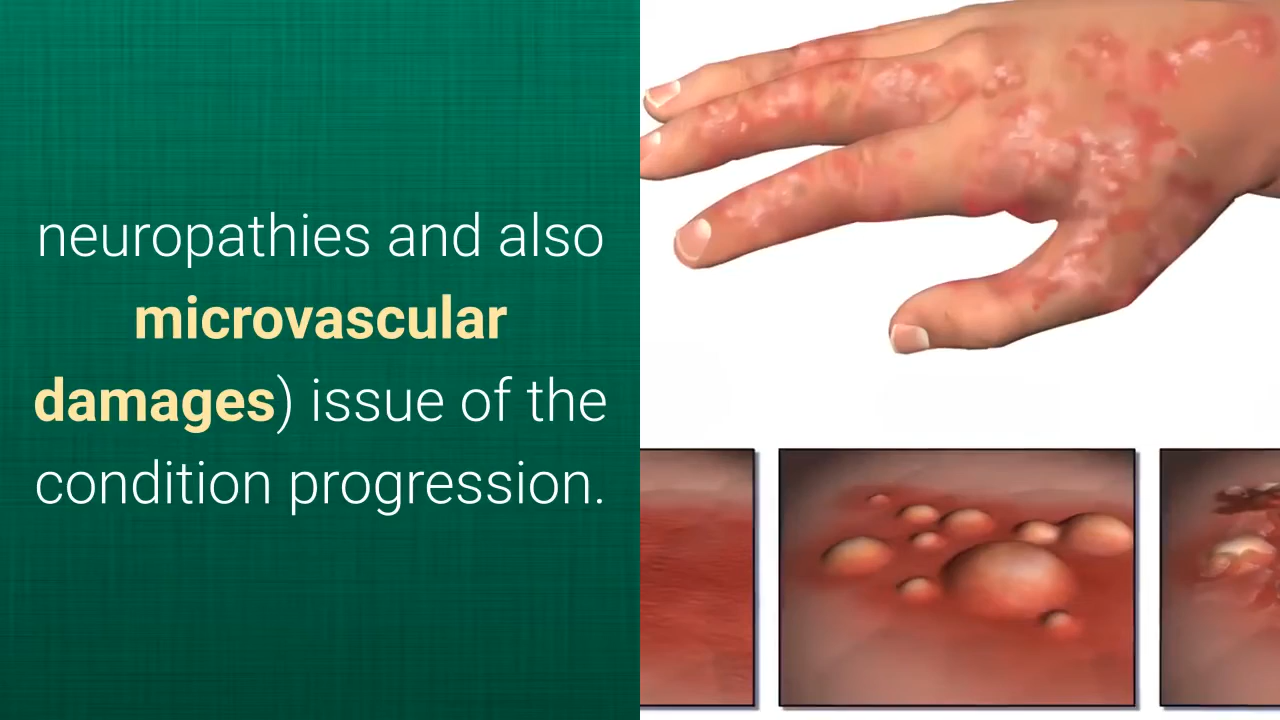 neuropathies and also
microvascular
damages) issue of the
condition progression.